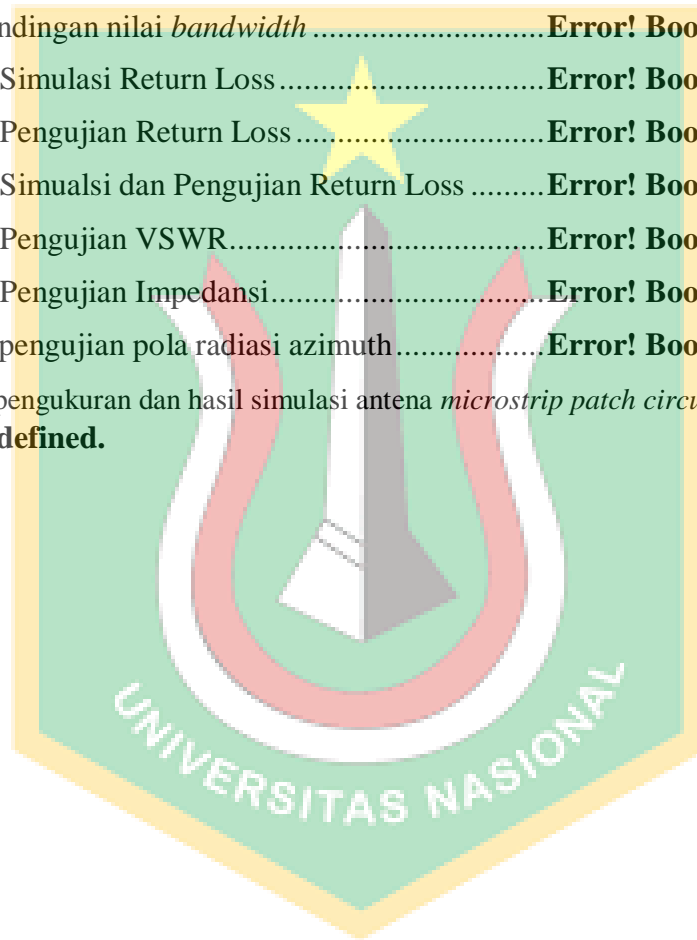 ndingan nilai bandwidth ............................ Error! Boo
Simulasi Return Loss ................................ Error! Boo
Pengujian Return Loss .............................. Error! Boo
Simualsi dan Pengujian Return Loss ......... Error! Boo
Pengujian VSWR...................................... Error! Boo
Pengujian Impedansi................................. Error! Boo
pengujian pola radiasi azimuth.................. Error! Boo
pengukuran dan hasil simulasi antena microstrip patch circu
defined.
UNIVERSITAS NASIONAL